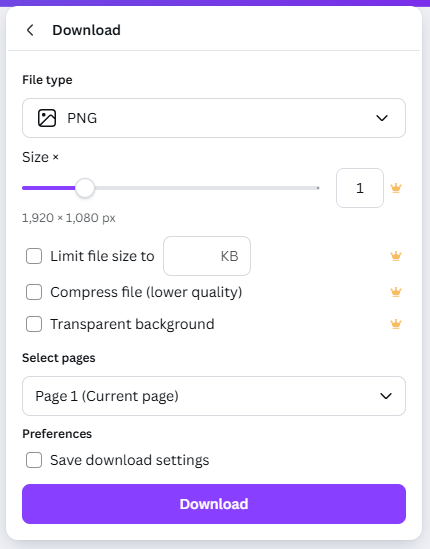 Download
File type
PNG
Size ×
1
1,920 × 1,080 px
Limit file size to KB
Compress file (lower quality)
Transparent background
Select pages
Page 1 (Current page)
Preferences
Save download settings
Download